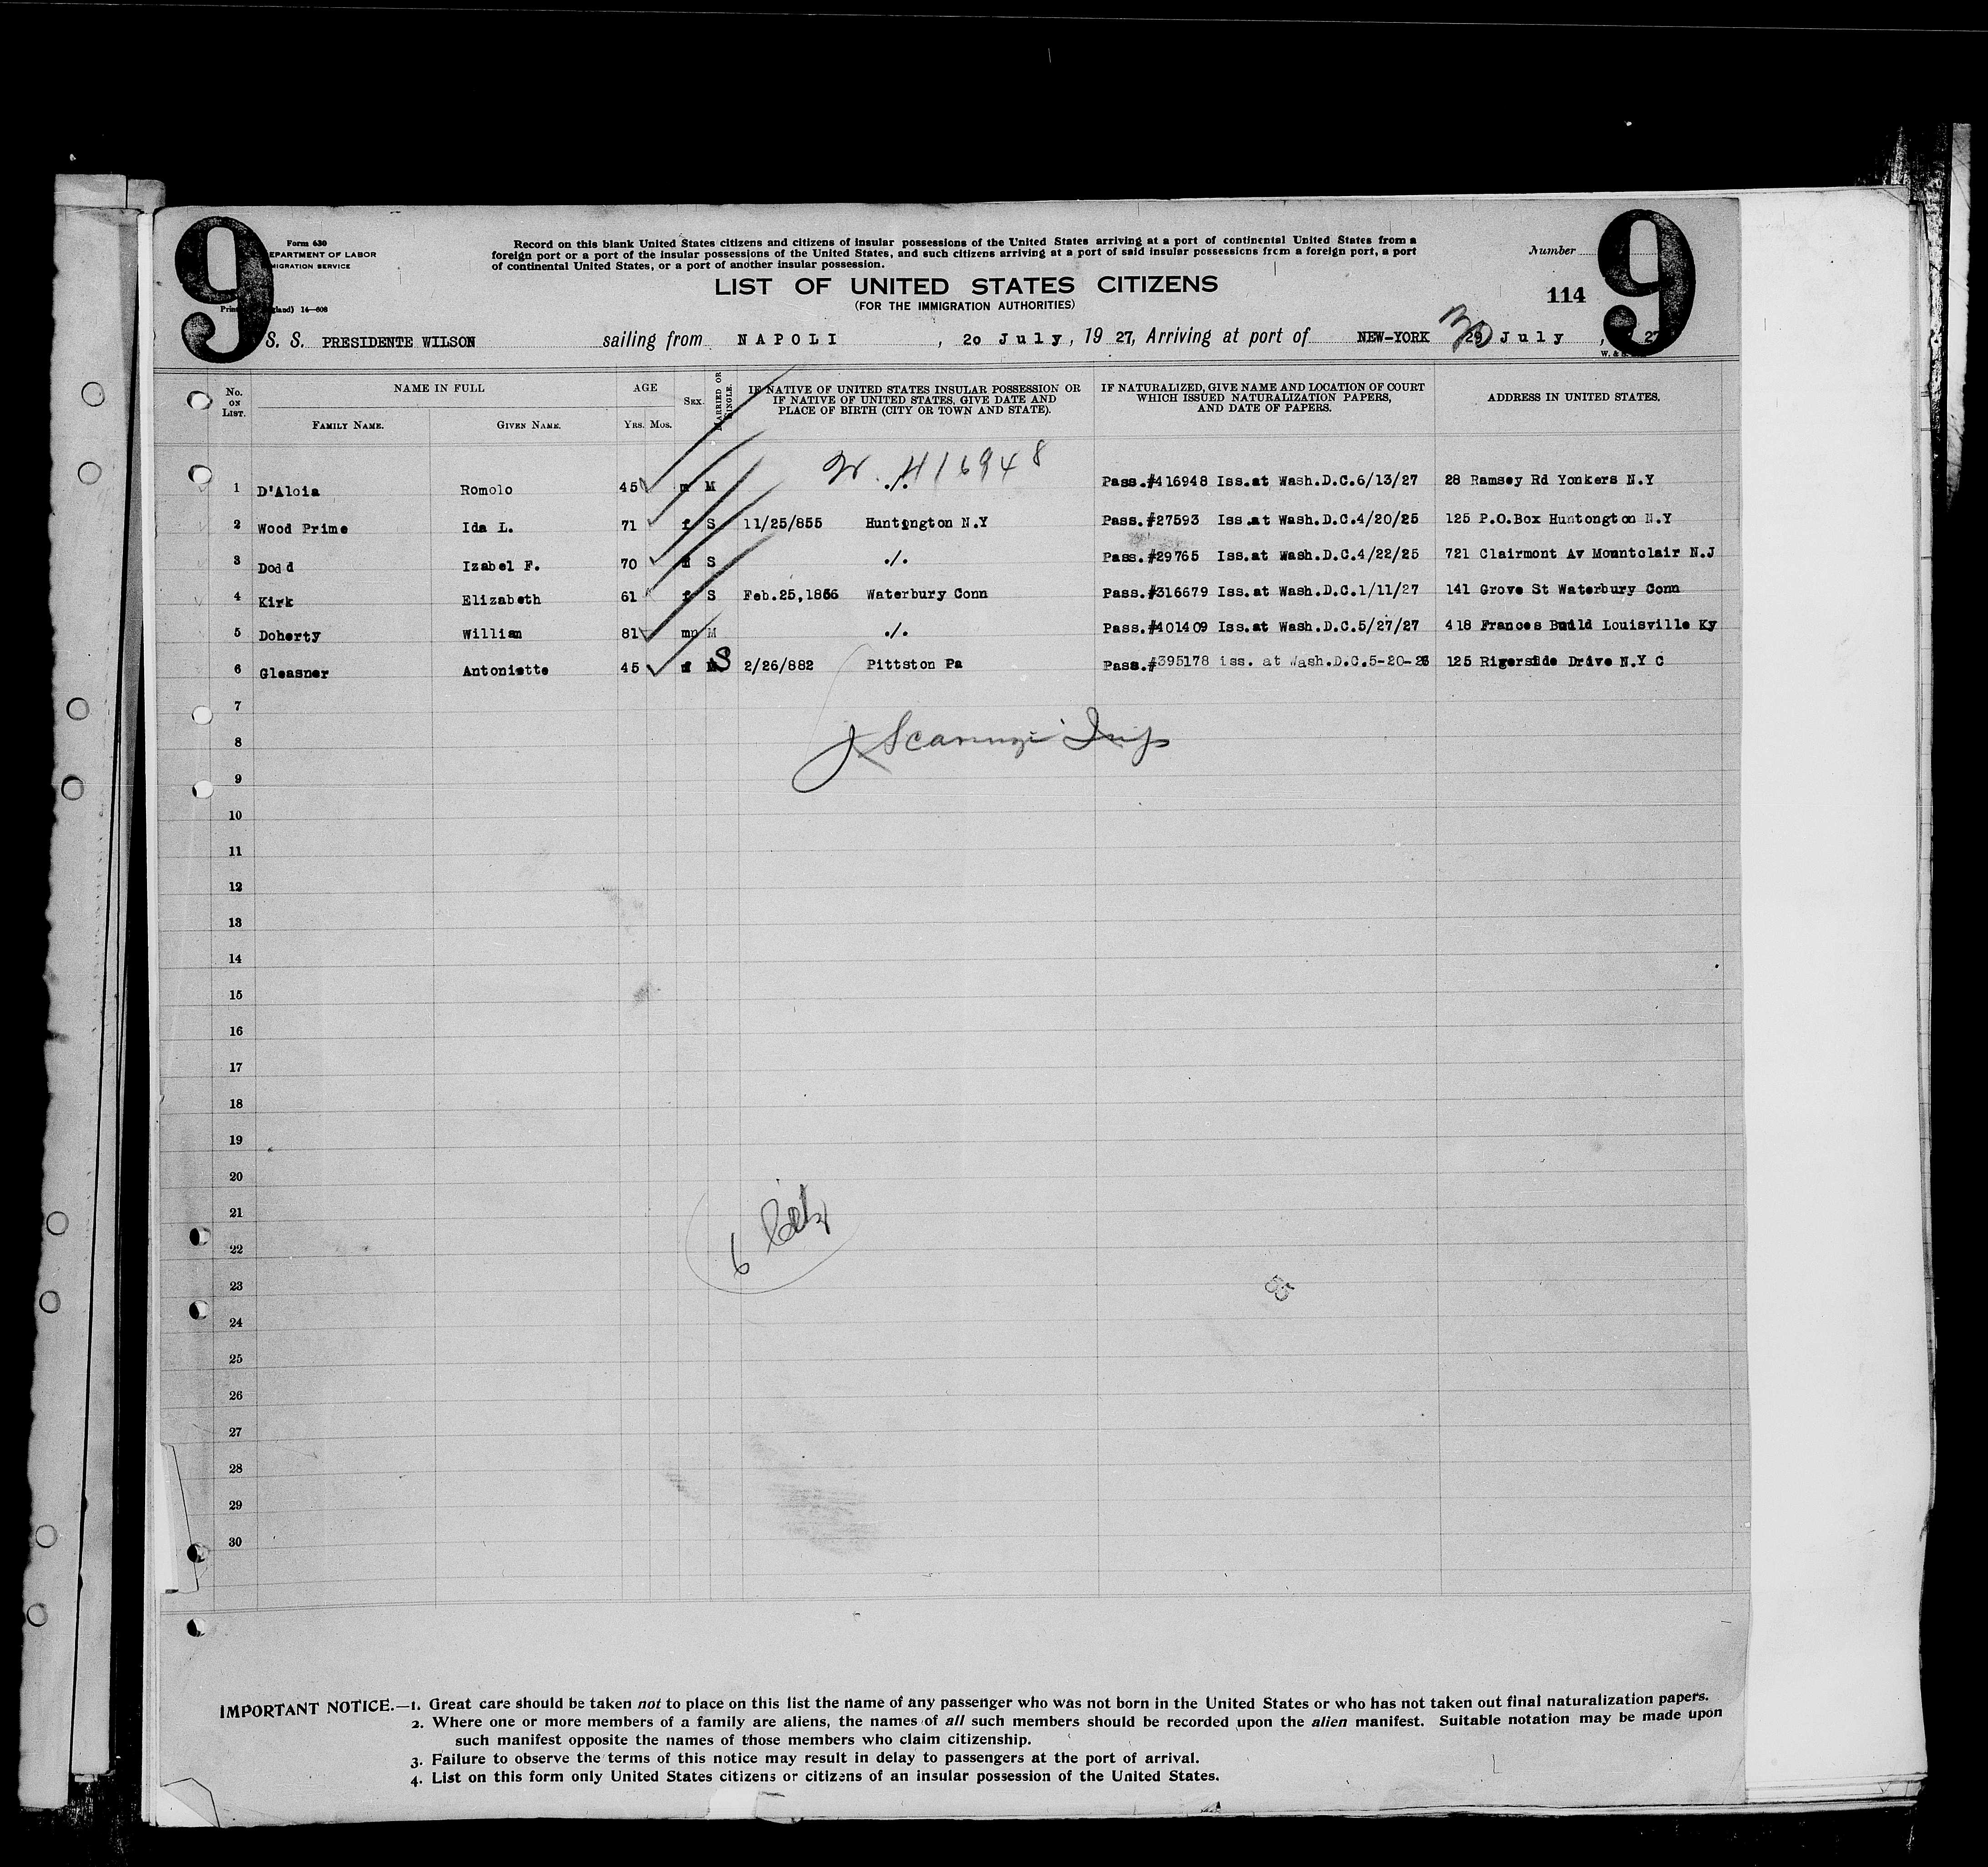 9
9
Form 630
EPARTMENT OF LABOR
MIGRATION SERVICE
14—608
Record on this blank United States citizens and citizens of insular possessions of the United States arriving at a port of continental United States from a
foreign port or a port of the insular possessions of the United States, and such citizens arriving at a port of said insular possessions from a foreign port, a port
of continental United States, or a port of another insular possession.
Number
LIST OF UNITED STATES CITIZENS
(FOR THE IMMIGRATION AUTHORITIES)
114
S. S. PRESIDENTE WILSON sailing from NAPOLI, 20 July, 1927, Arriving at port of NEW-YORK 29 30 July, 27
No. ON LIST.
NAME IN FULL
FAMILY NAME. GIVEN NAME.
AGE
YRS. MOS.
SEX.
MARRIED OR SINGLE.
IF NATIVE OF UNITED STATES INSULAR POSSESSION OR
IF NATIVE OF UNITED STATES, GIVE DATE AND
PLACE OF BIRTH (CITY OR TOWN AND STATE).
IF NATURALIZED, GIVE NAME AND LOCATION OF COURT
WHICH ISSUED NATURALIZATION PAPERS,
AND DATE OF PAPERS.
ADDRESS IN UNITED STATES.
416948
1 D'Aloia Romolo 45 m M ./. Pass.#416948 Iss.at Wash.D.C.6/13/27 28 Ramsey Rd Yonkers N.Y
2 Wood Prime Ida L. 71 f S 11/25/855 Huntington N.Y Pass.#27593 Iss.at Wash.D.C.4/20/25 125 P.O.Box Huntongton N.Y
3 Dodd Izabel F. 70 f S ./. Pass.#29765 Iss.at Wash.D.C.4/22/25 721 Clairmont Av Mountclair N.J
4 Kirk Elizabeth 61 f S Feb.25,1866 Waterbury Conn Pass.#316679 Iss.at Wash.D.C.1/11/27 141 Grove St Waterbury Conn
5 Doherty William 81 m M ./. Pass.#401409 Iss.at Wash.D.C.5/27/27 418 Frances Build Louisville Ky
6 Gleasner Antoniette 45 f S 2/26/882 Pittston Pa Pass.#395178 iss. at Wash.D.C.5-20-26 125 Rigerside Drive N.Y C
7
8
9
10
11
12
13
14
15
16
17
18
19
20
21
22
23
24
25
26
27
28
29
30
J Scarnuzi Insp
6
IMPORTANT NOTICE.—1. Great care should be taken not to place on this list the name of any passenger who was not born in the United States or who has not taken out final naturalization papers.
2. Where one or more members of a family are aliens, the names of all such members should be recorded upon the alien manifest. Suitable notation may be made upon
such manifest opposite the names of those members who claim citizenship.
3. Failure to observe the terms of this notice may result in delay to passengers at the port of arrival.
4. List on this form only United States citizens or citizens of an insular possession of the United States.